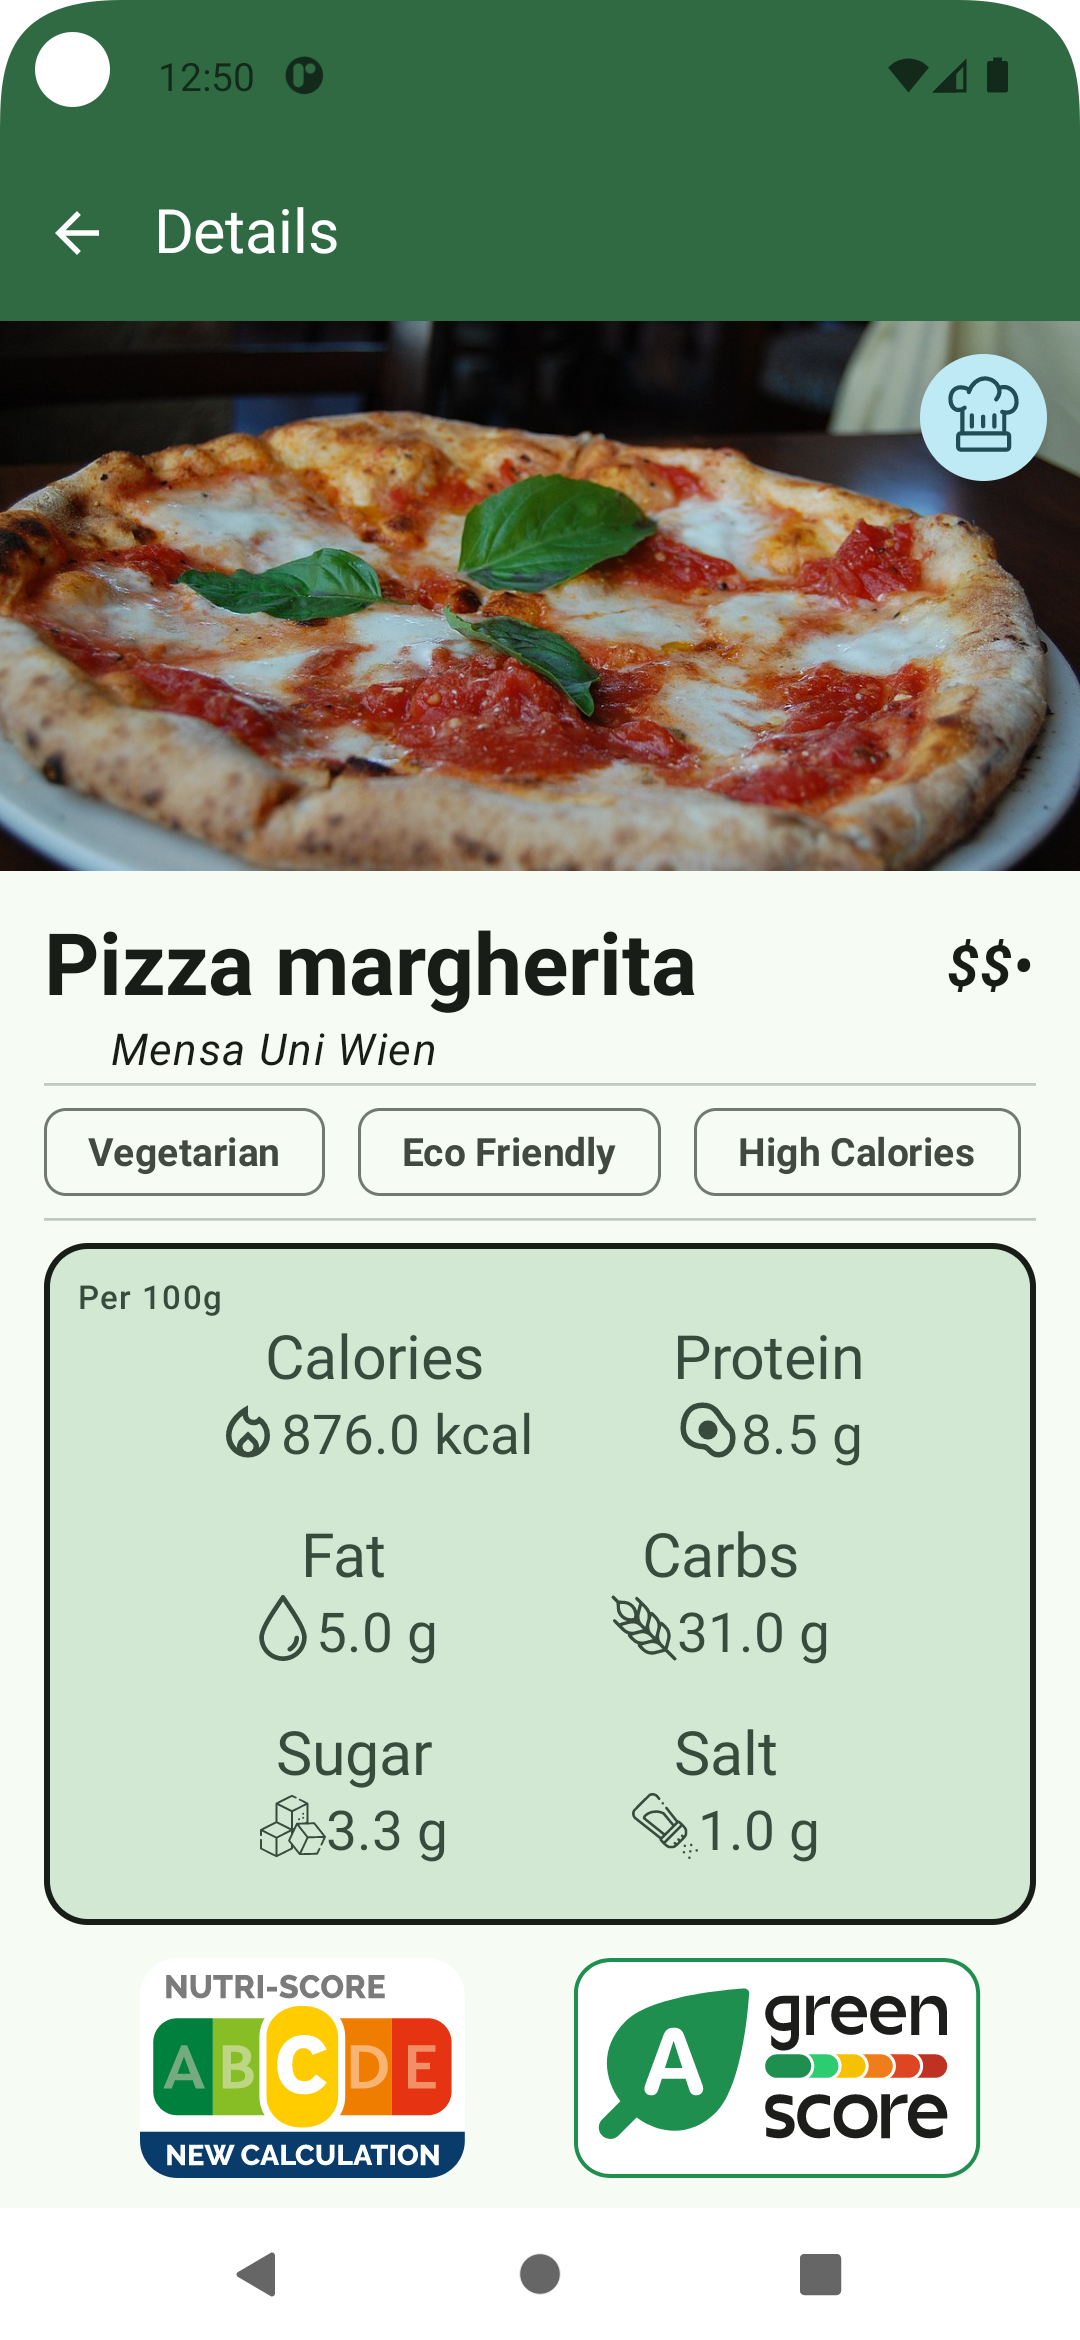 12:50
Details
Pizza margherita
$$•
Mensa Uni Wien
Vegetarian
Eco Friendly
High Calories
Per 100g
Calories
Protein
876.0 kcal
8.5 g
Fat
Carbs
5.0 g
31.0 g
Sugar
Salt
3.3 g
1.0 g
NUTRI-SCORE
A B C D E
NEW CALCULATION
A
green
score